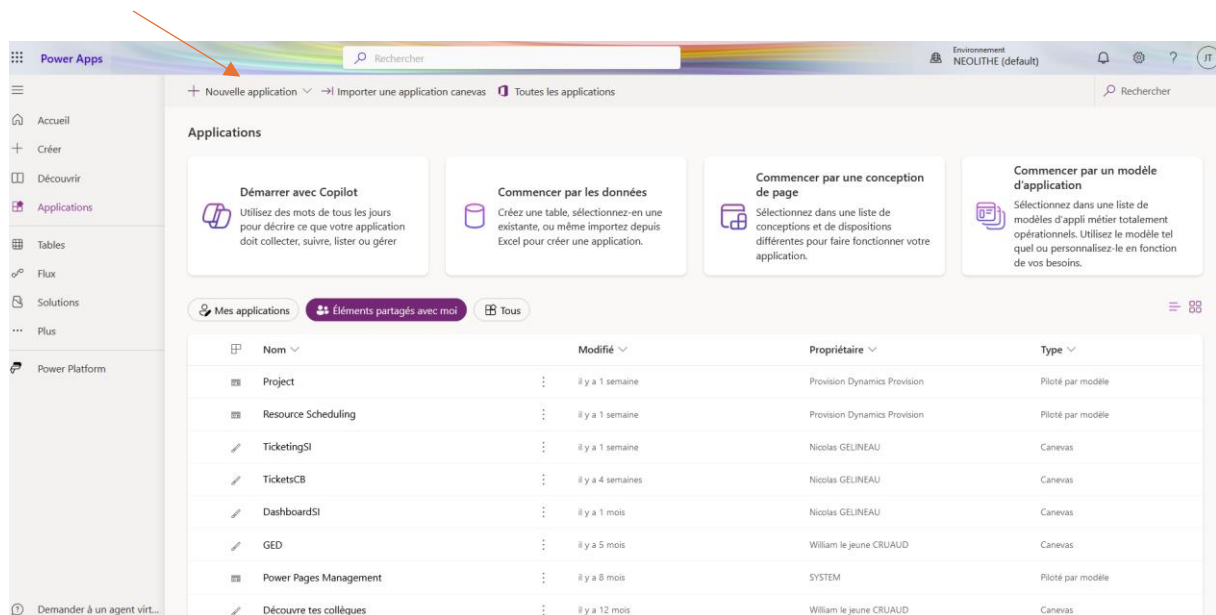 Power Apps
Rechercher
Environnement
NEOLITHE (default)
?
JT
Nouvelle application
Importer une application canevas
Toutes les applications
Rechercher
Accueil
Créer
Découvrir
Applications
Tables
Flux
Solutions
Plus
Power Platform
Demander à un agent virt...
Applications
Démarrer avec Copilot
Utilisez des mots de tous les jours
pour décrire ce que votre application
doit collecter, suivre, lister ou gérer
Commencer par les données
Créez une table, sélectionnez-en une
existante, ou même importez depuis
Excel pour créer une application.
Commencer par une conception
de page
Sélectionnez dans une liste de
conceptions et de dispositions
différentes pour faire fonctionner votre
application.
Commencer par un modèle
d'application
Sélectionnez dans une liste de
modèles d'appli métier totalement
opérationnels. Utilisez le modèle tel
quel ou personnalisez-le en fonction
de vos besoins.
Mes applications
Éléments partagés avec moi
Tous
Nom Modifié Propriétaire Type
Project il y a 1 semaine Provision Dynamics Provision Piloté par modèle
Resource Scheduling il y a 1 semaine Provision Dynamics Provision Piloté par modèle
TicketingSI il y a 1 semaine Nicolas GELINEAU Canevas
TicketsCB il y a 4 semaines Nicolas GELINEAU Canevas
DashboardSI il y a 1 mois Nicolas GELINEAU Canevas
GED il y a 5 mois William le jeune CRUAUD Canevas
Power Pages Management il y a 8 mois SYSTEM Piloté par modèle
Découvre tes collègues il y a 12 mois William le jeune CRUAUD Canevas